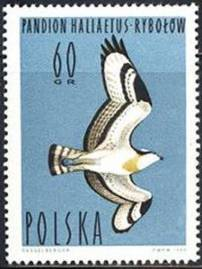 PANDION HALIAETUS-RYBOŁÓW
60
GR
POLSKA